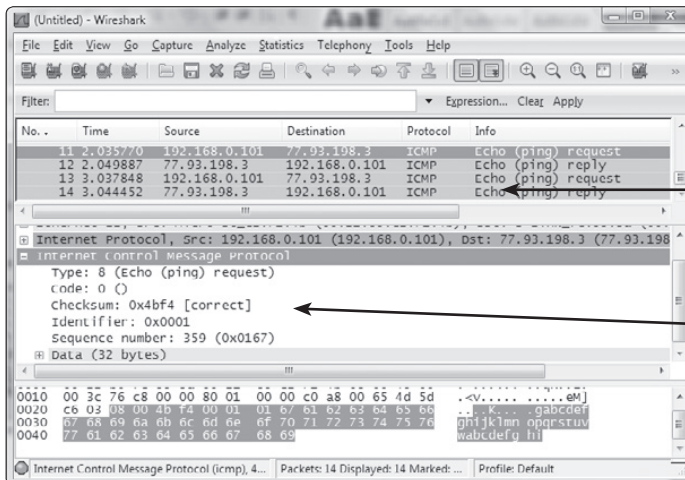 (Untitled) - Wireshark
File Edit View Go Capture Analyze Statistics Telephony Tools Help
Filter: Expression... Clear Apply
No. . Time Source Destination Protocol Info
11 2.035770 192.168.0.101 77.93.198.3 ICMP Echo (ping) request
12 2.049887 77.93.198.3 192.168.0.101 ICMP Echo (ping) reply
13 3.037848 192.168.0.101 77.93.198.3 ICMP Echo (ping) request
14 3.044452 77.93.198.3 192.168.0.101 ICMP Echo (ping) reply
Internet Protocol, Src: 192.168.0.101 (192.168.0.101), Dst: 77.93.198.3 (77.93.198
Internet Control Message Protocol
Type: 8 (Echo (ping) request)
Code: 0 ()
Checksum: 0x4bf4 [correct]
Identifier: 0x0001
Sequence number: 359 (0x0167)
Data (32 bytes)
0010 00 3c 76 c8 00 00 80 01 00 00 c0 a8 00 65 4d 5d .<v..... .....eM]
0020 c6 03 08 00 4b f4 00 01 01 67 61 62 63 64 65 66 ....K... .gabcdef
0030 67 68 69 6a 6b 6c 6d 6e 6f 70 71 72 73 74 75 76 ghijklmn opqrstuv
0040 77 61 62 63 64 65 66 67 68 69 wabcdefg hi
Internet Control Message Protocol (icmp), 4... Packets: 14 Displayed: 14 Marked: ... Profile: Default